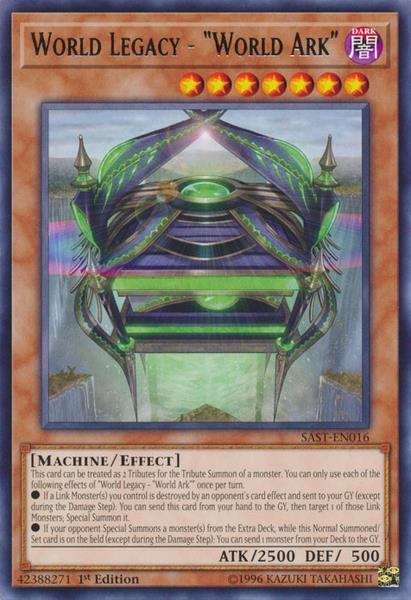 World Legacy - "World Ark"
DARK
闇
SAST-EN016
[Machine/Effect]
This card can be treated as 2 Tributes for the Tribute Summon of a monster. You can only use each of the
following effects of "World Legacy - "World Ark"" once per turn.
● If a Link Monster(s) you control is destroyed by an opponent's card effect and sent to your GY (except
during the Damage Step): You can send this card from your hand to the GY, then target 1 of those Link
Monsters; Special Summon it.
● If your opponent Special Summons a monster(s) from the Extra Deck, while this Normal Summoned/
Set card is on the field (except during the Damage Step): You can send 1 monster from your Deck to the GY.
ATK/2500 DEF/ 500
42388271 1st Edition ©1996 KAZUKI TAKAHASHI